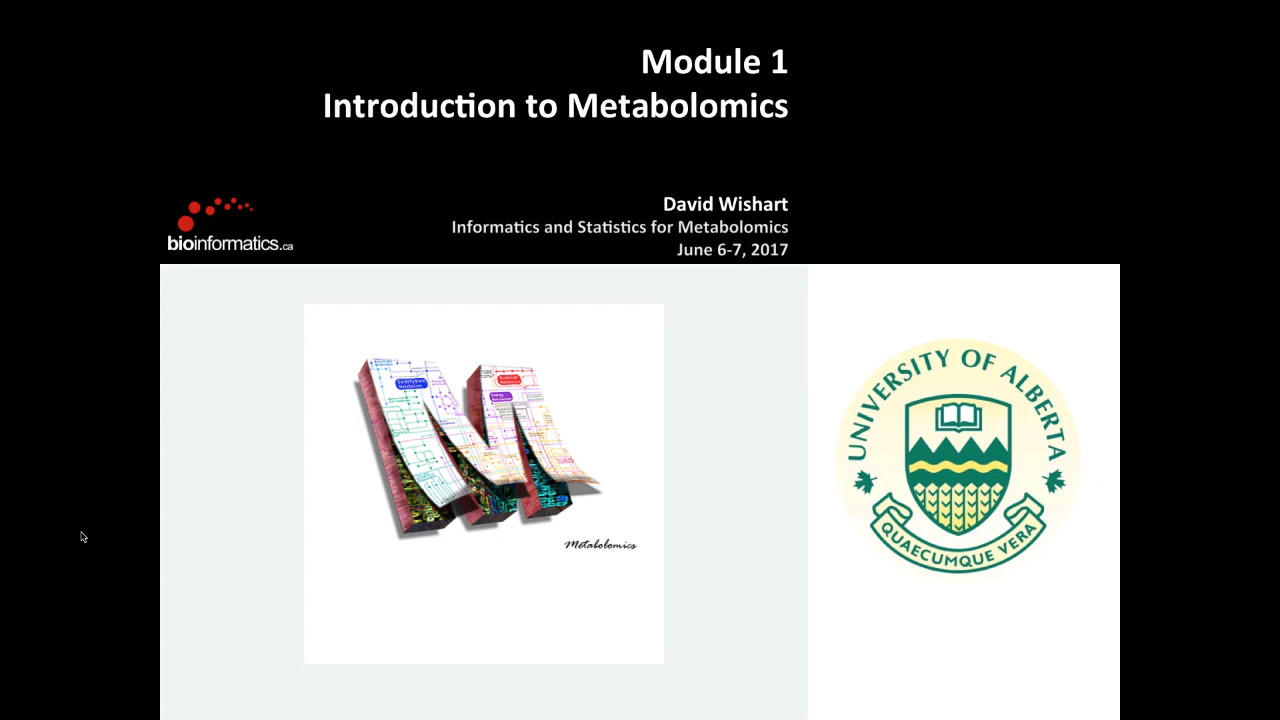 Module 1
Introduction to Metabolomics
David Wishart
Informatics and Statistics for Metabolomics
June 6-7, 2017
bioinformatics.ca
Metabolomics
UNIVERSITY OF ALBERTA
QUAECUMQUE VERA